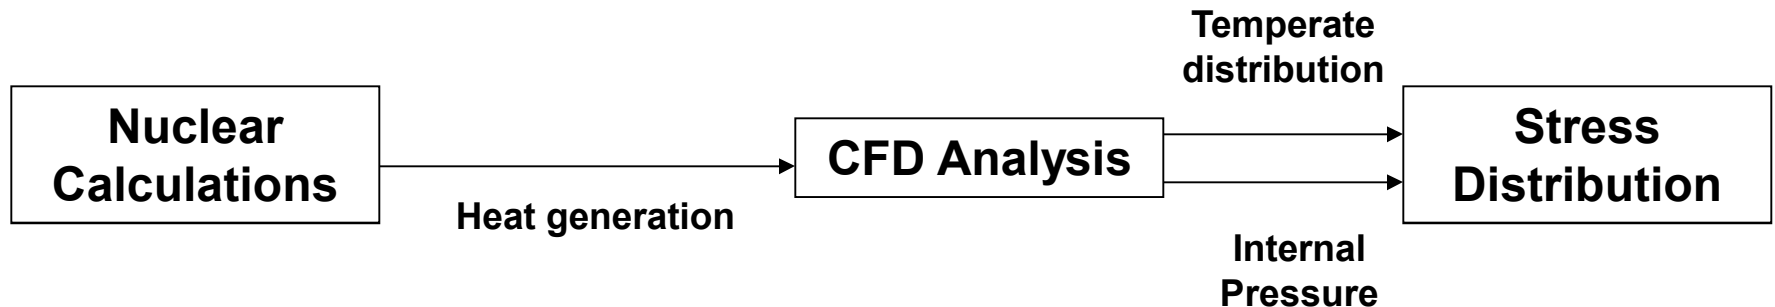 Nuclear
Calculations
Heat generation
CFD Analysis
Temperate
distribution
Internal
Pressure
Stress
Distribution